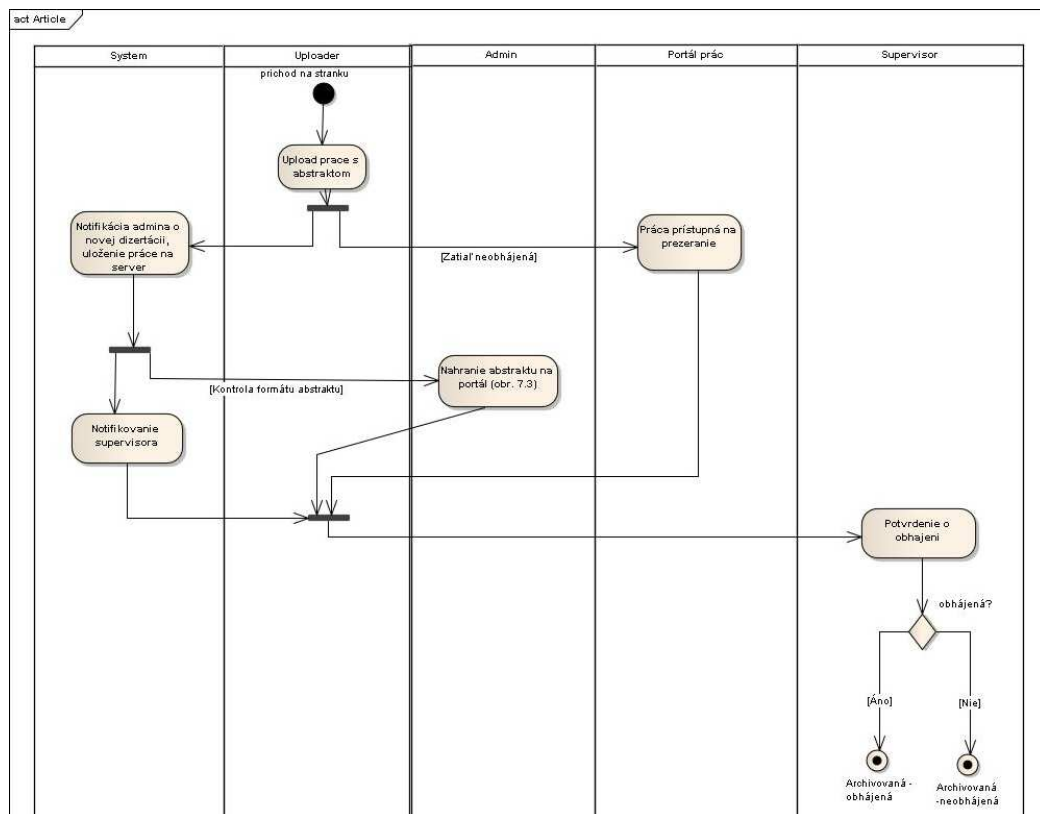 act Article
System
Uploader
Admin
Portál prác
Supervisor
prichod na stranku
Upload prace s
abstraktom
Notifikácia admina o
novej dizertácii,
uloženie práce na
server
Práca prístupná na
prezeranie
[Zatiaľ neobhájená]
Nahranie abstraktu na
portál (obr. 7.3)
[Kontrola formátu abstraktu]
Notifikovanie
supervisora
Potvrdenie o
obhajeni
obhájená?
[Áno]
[Nie]
Archivovaná -
obhájená
Archivovaná
-neobhájená